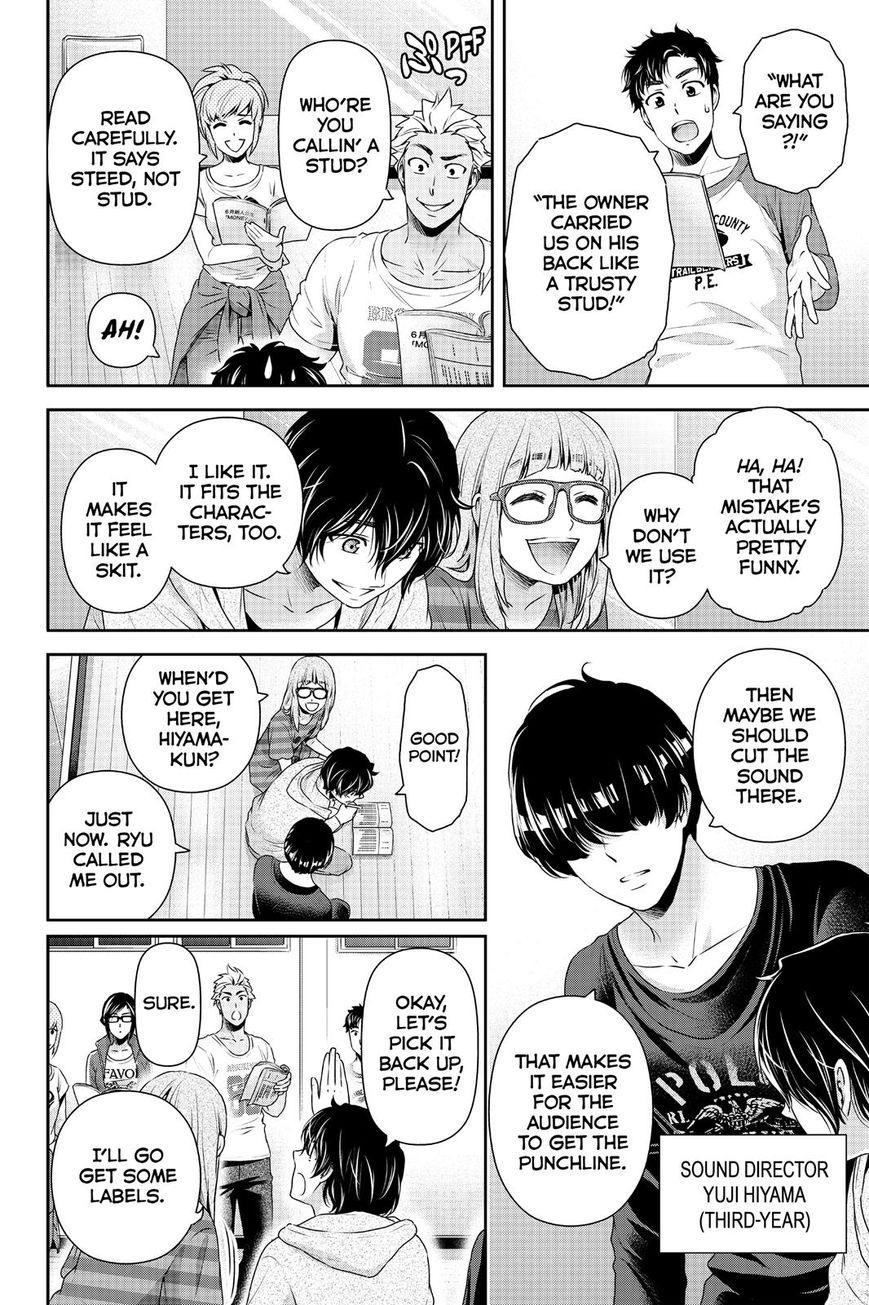 "WHAT
ARE YOU
SAYING
?!"
"THE OWNER
CARRIED
US ON HIS
BACK LIKE
A TRUSTY
STUD!"
COUNTY
P.E.
ぷっ PFF
WHO'RE
YOU
CALLIN' A
STUD?
READ
CAREFULLY.
IT SAYS
STEED, NOT
STUD.
AH!
HA, HA!
THAT
MISTAKE'S
ACTUALLY
PRETTY
FUNNY.
WHY
DON'T
WE USE
IT?
I LIKE IT.
IT FITS THE
CHARAC-
TERS, TOO.
IT
MAKES
IT FEEL
LIKE A
SKIT.
THEN
MAYBE WE
SHOULD
CUT THE
SOUND
THERE.
THAT MAKES
IT EASIER
FOR THE
AUDIENCE
TO GET THE
PUNCHLINE.
POL
SOUND DIRECTOR
YUJI HIYAMA
(THIRD-YEAR)
GOOD
POINT!
WHEN'D
YOU GET
HERE,
HIYAMA-
KUN?
JUST
NOW. RYU
CALLED
ME OUT.
OKAY,
LET'S
PICK IT
BACK UP,
PLEASE!
SURE.
FAVO
I'LL GO
GET SOME
LABELS.